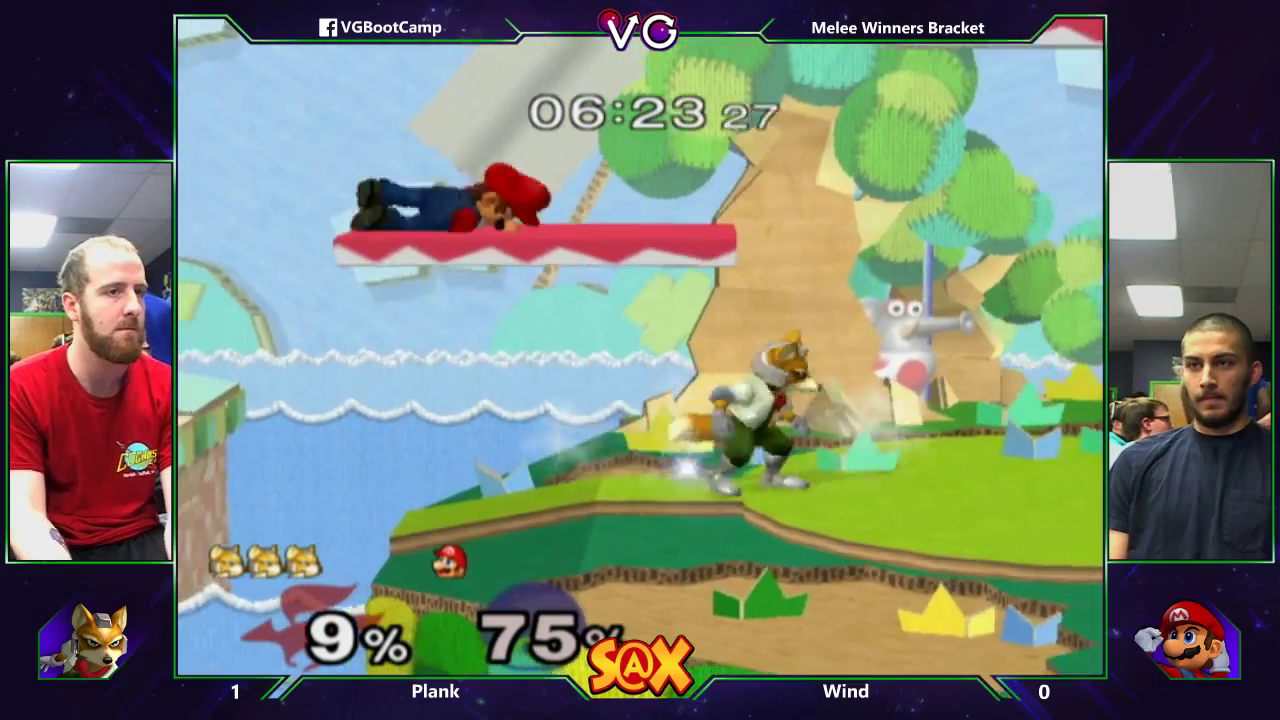 VGBootCamp
VG
Melee Winners Bracket
06:23 27
9%
75%
S@X
1
Plank
Wind
0